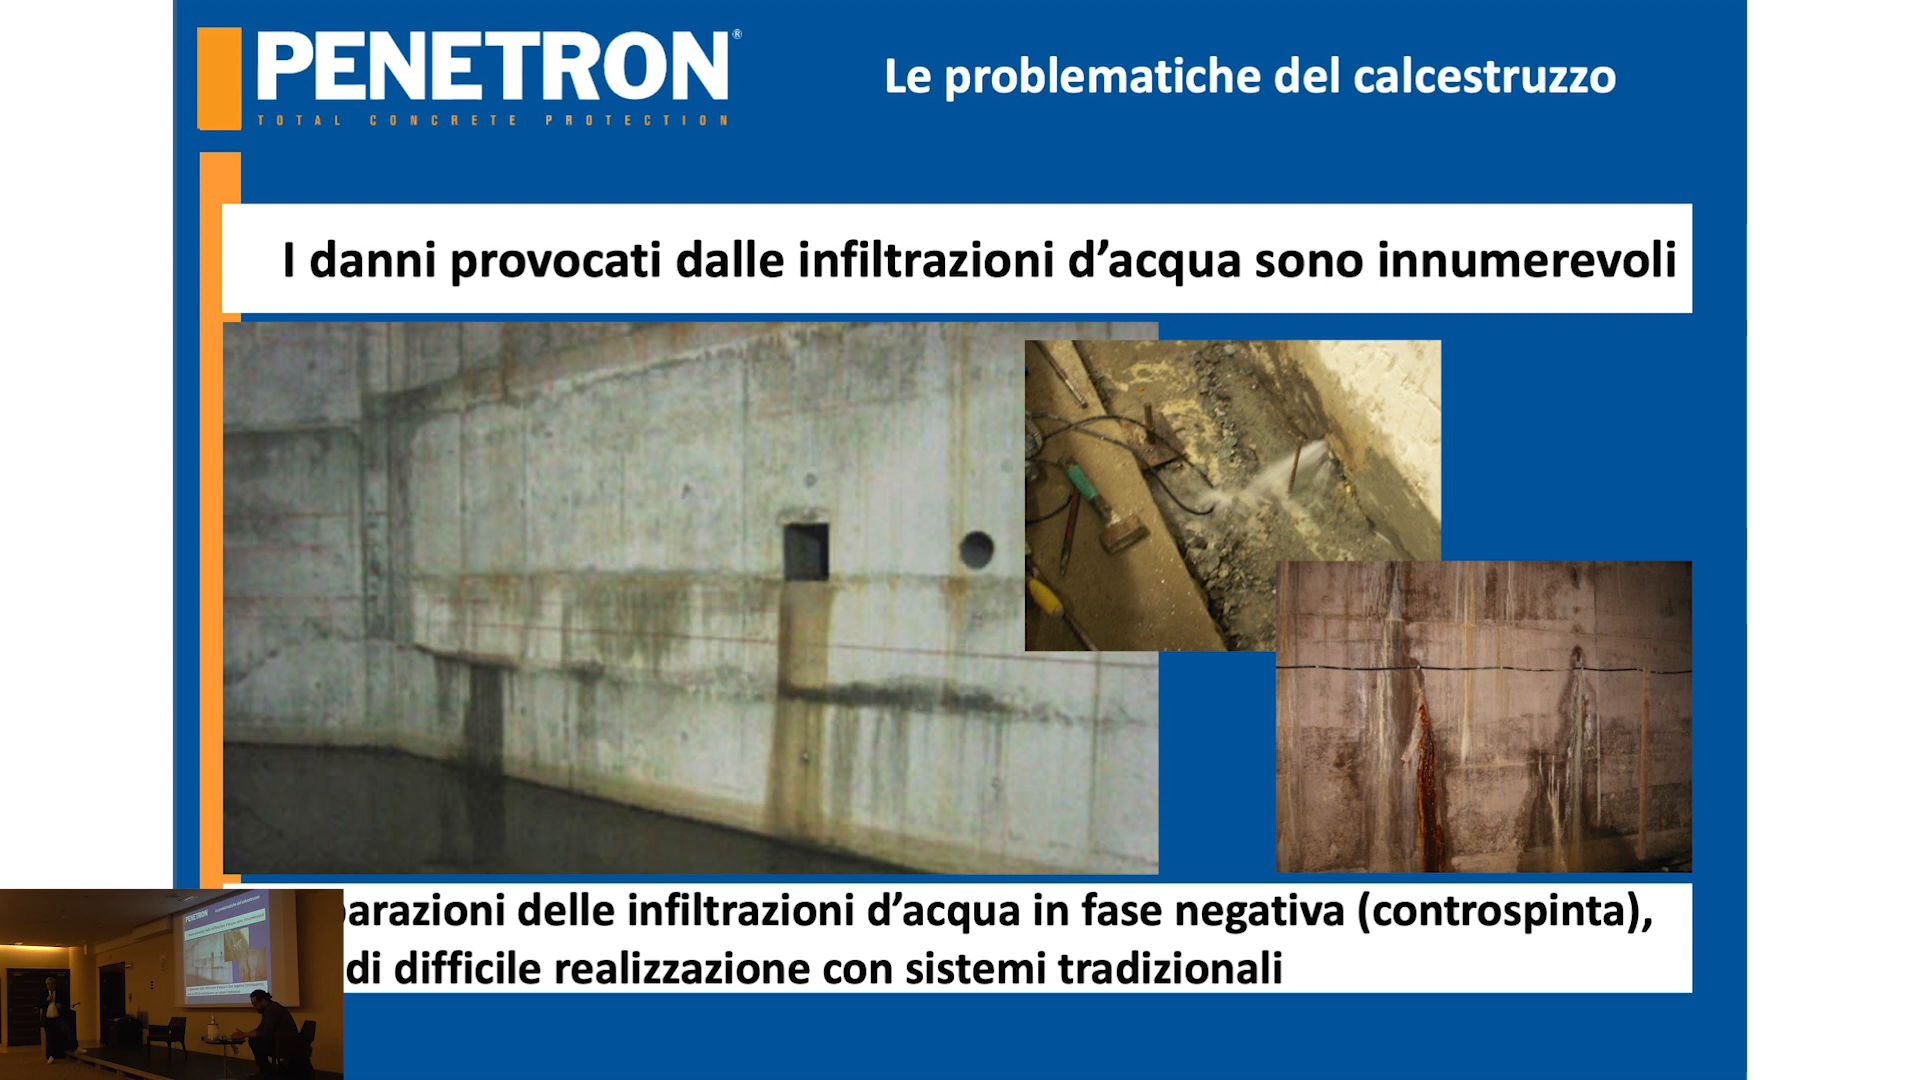 PENETRON®
TOTAL CONCRETE PROTECTION
Le problematiche del calcestruzzo
I danni provocati dalle infiltrazioni d'acqua sono innumerevoli
delle infiltrazioni d'acqua in fase negativa (controspinta),
di difficile realizzazione con sistemi tradizionali